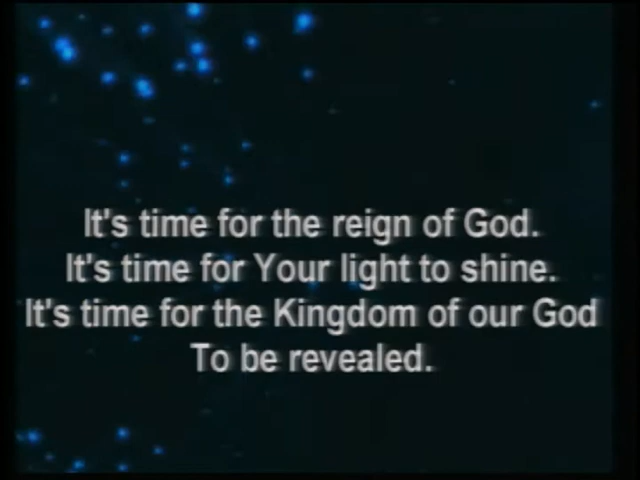 It's time for the reign of God.
It's time for Your light to shine.
It's time for the Kingdom of our God
To be revealed.